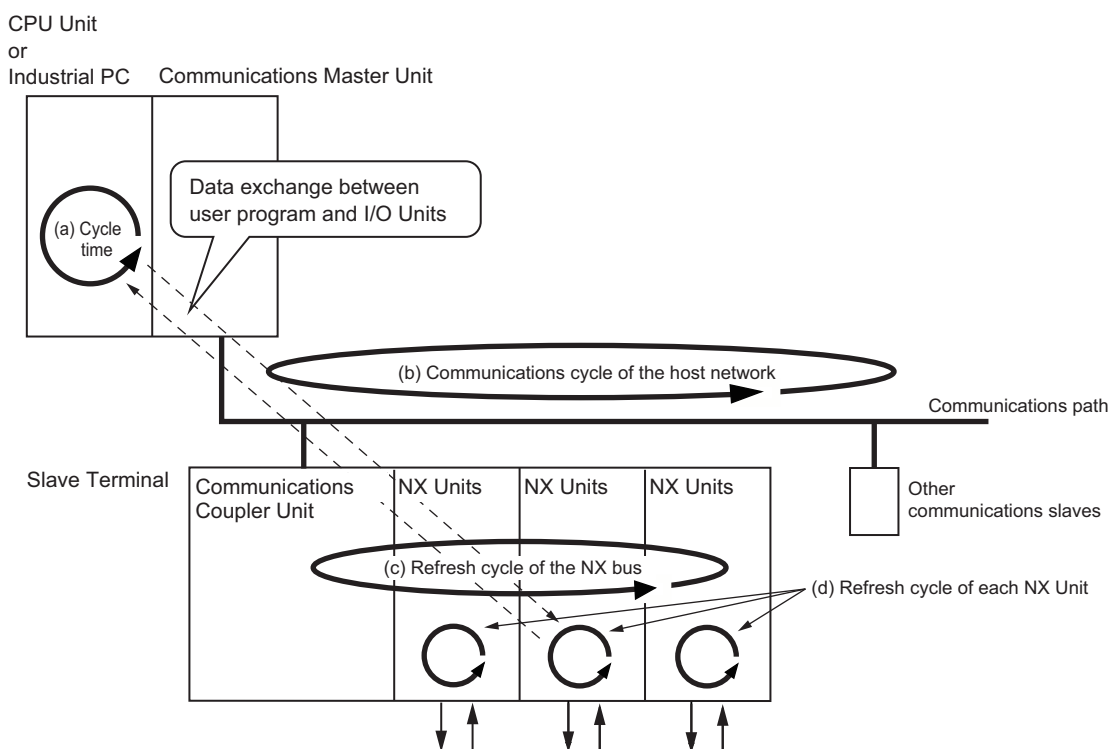 CPU Unit
or
Industrial PC
Communications Master Unit
Data exchange between
user program and I/O Units
(a) Cycle
time
(b) Communications cycle of the host network
Communications path
Slave Terminal
Communications
Coupler Unit
NX Units
NX Units
NX Units
Other
communications slaves
(c) Refresh cycle of the NX bus
(d) Refresh cycle of each NX Unit